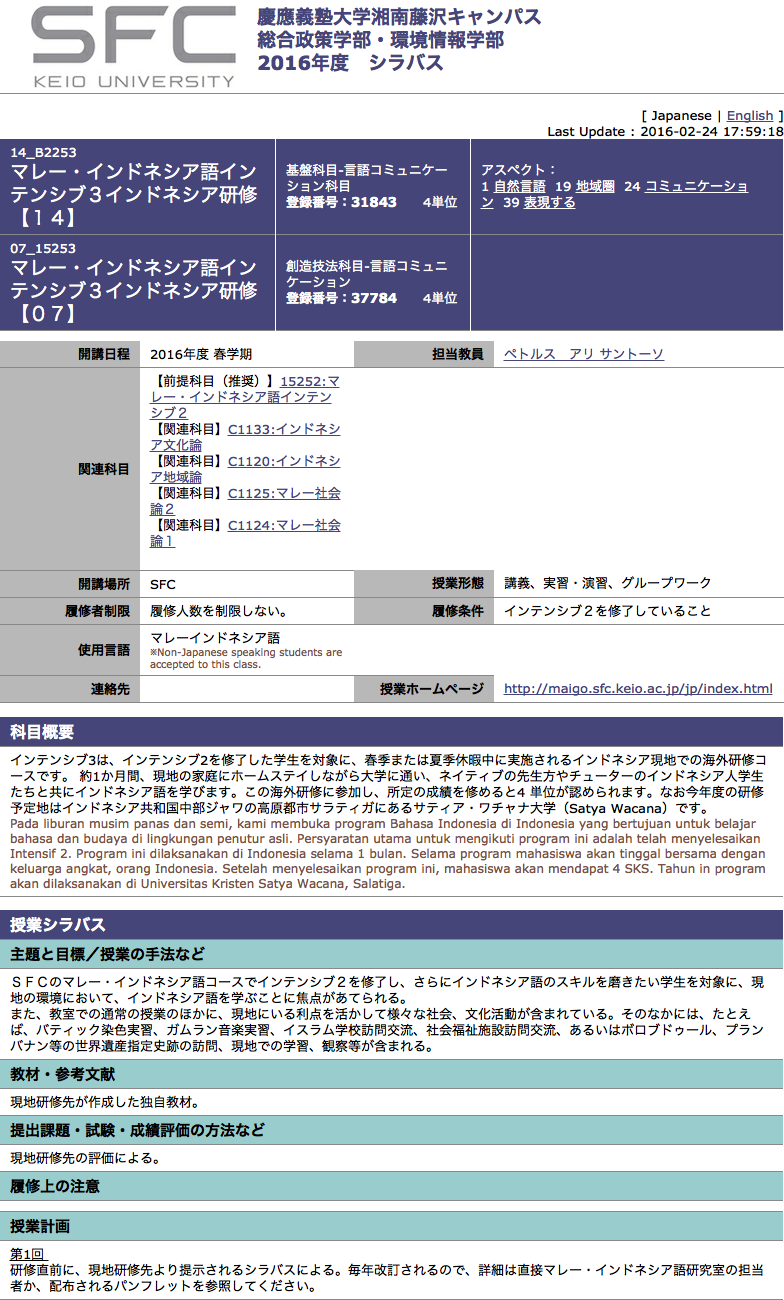 SFC
KEIO UNIVERSITY
慶應義塾大学湘南藤沢キャンパス
総合政策学部・環境情報学部
2016年度　シラバス
[ Japanese | English ]
Last Update : 2016-02-24 17:59:18
14_B2253
マレー・インドネシア語イン
テンシブ３インドネシア研修
【１４】
基盤科目-言語コミュニケー
ション科目
登録番号：31843　　4単位
アスペクト：
1 自然言語 19 地域圏 24 コミュニケーショ
ン 39 表現する
07_15253
マレー・インドネシア語イン
テンシブ３インドネシア研修
【０７】
創造技法科目-言語コミュニ
ケーション
登録番号：37784　　4単位
開講日程
2016年度 春学期
担当教員
ペトルス　アリ サントーソ
関連科目
【前提科目（推奨）】15252:マ
レー・インドネシア語インテン
シブ２
【関連科目】C1133:インドネシ
ア文化論
【関連科目】C1120:インドネシ
ア地域論
【関連科目】C1125:マレー社会
論２
【関連科目】C1124:マレー社会
論１
開講場所
SFC
授業形態
講義、実習・演習、グループワーク
履修者制限
履修人数を制限しない。
履修条件
インテンシブ２を修了していること
使用言語
マレーインドネシア語
※Non-Japanese speaking students are
accepted to this class.
連絡先
授業ホームページ
http://maigo.sfc.keio.ac.jp/jp/index.html
科目概要
インテンシブ3は、インテンシブ2を修了した学生を対象に、春季または夏季休暇中に実施されるインドネシア現地での海外研修コ
ースです。 約1か月間、現地の家庭にホームステイしながら大学に通い、ネイティブの先生方やチューターのインドネシア人学生
たちと共にインドネシア語を学びます。この海外研修に参加し、所定の成績を修めると4 単位が認められます。なお今年度の研修
予定地はインドネシア共和国中部ジャワの高原都市サラティガにあるサティア・ワチャナ大学（Satya Wacana）です。
Pada liburan musim panas dan semi, kami membuka program Bahasa Indonesia di Indonesia yang bertujuan untuk belajar
bahasa dan budaya di lingkungan penutur asli. Persyaratan utama untuk mengikuti program ini adalah telah menyelesaikan
Intensif 2. Program ini dilaksanakan di Indonesia selama 1 bulan. Selama program mahasiswa akan tinggal bersama dengan
keluarga angkat, orang Indonesia. Setelah menyelesaikan program ini, mahasiswa akan mendapat 4 SKS. Tahun in program
akan dilaksanakan di Universitas Kristen Satya Wacana, Salatiga.
授業シラバス
主題と目標／授業の手法など
ＳＦＣのマレー・インドネシア語コースでインテンシブ２を修了し、さらにインドネシア語のスキルを磨きたい学生を対象に、現
地の環境において、インドネシア語を学ぶことに焦点があてられる。
また、教室での通常の授業のほかに、現地にいる利点を活かして様々な社会、文化活動が含まれている。そのなかには、たとえ
ば、バティック染色実習、ガムラン音楽実習、イスラム学校訪問交流、社会福祉施設訪問交流、あるいはボロブドゥール、プラン
バナン等の世界遺産指定史跡の訪問、現地での学習、観察等が含まれる。
教材・参考文献
現地研修先が作成した独自教材。
提出課題・試験・成績評価の方法など
現地研修先の評価による。
履修上の注意
授業計画
第1回
研修直前に、現地研修先より提示されるシラバスによる。毎年改訂されるので、詳細は直接マレー・インドネシア語研究室の担当
者か、配布されるパンフレットを参照してください。